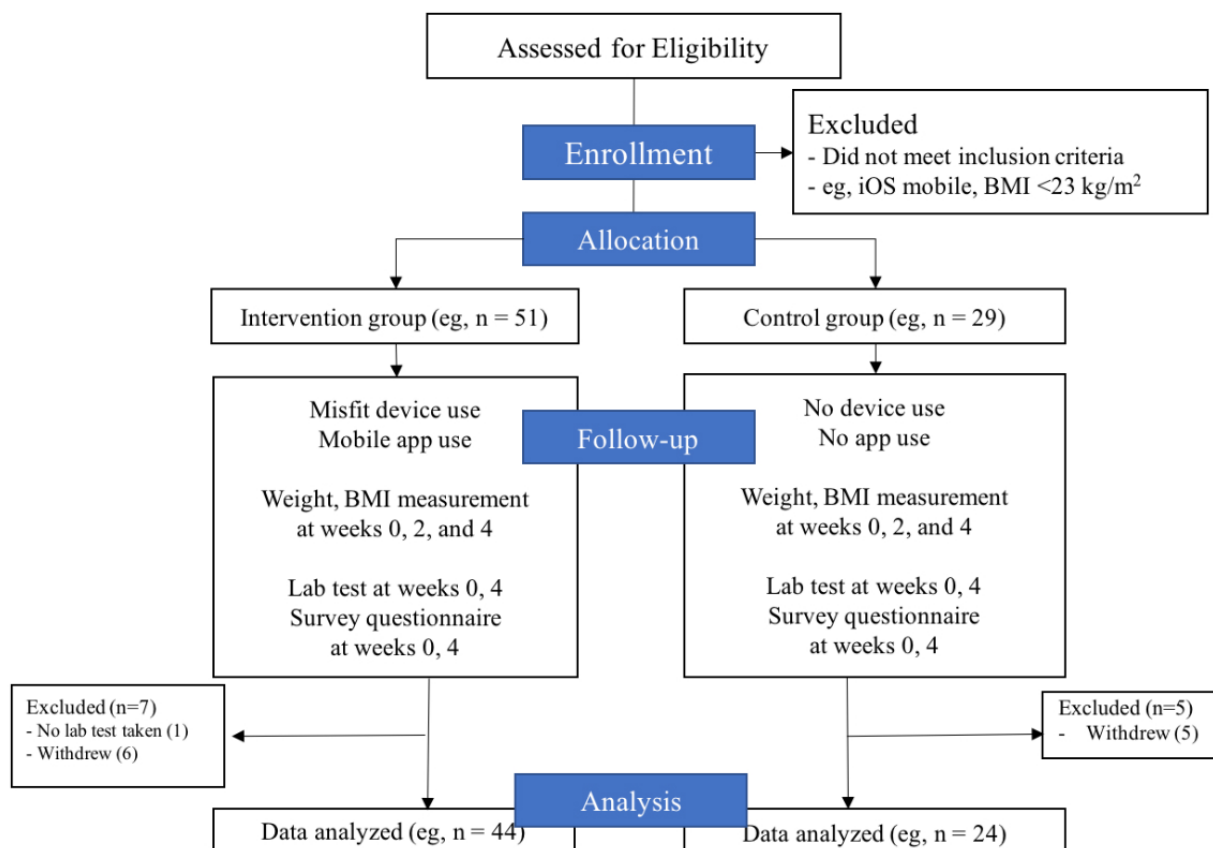 Assessed for Eligibility
Enrollment
Excluded
- Did not meet inclusion criteria
- eg, iOS mobile, BMI <23 kg/m²
Allocation
Intervention group (eg, n = 51)
Control group (eg, n = 29)
Misfit device use
Mobile app use
Weight, BMI measurement
at weeks 0, 2, and 4
Lab test at weeks 0, 4
Survey questionnaire
at weeks 0, 4
Follow-up
No device use
No app use
Weight, BMI measurement
at weeks 0, 2, and 4
Lab test at weeks 0, 4
Survey questionnaire
at weeks 0, 4
Excluded (n=7)
- No lab test taken (1)
- Withdrew (6)
Excluded (n=5)
- Withdrew (5)
Analysis
Data analyzed (eg, n = 44)
Data analyzed (eg, n = 24)